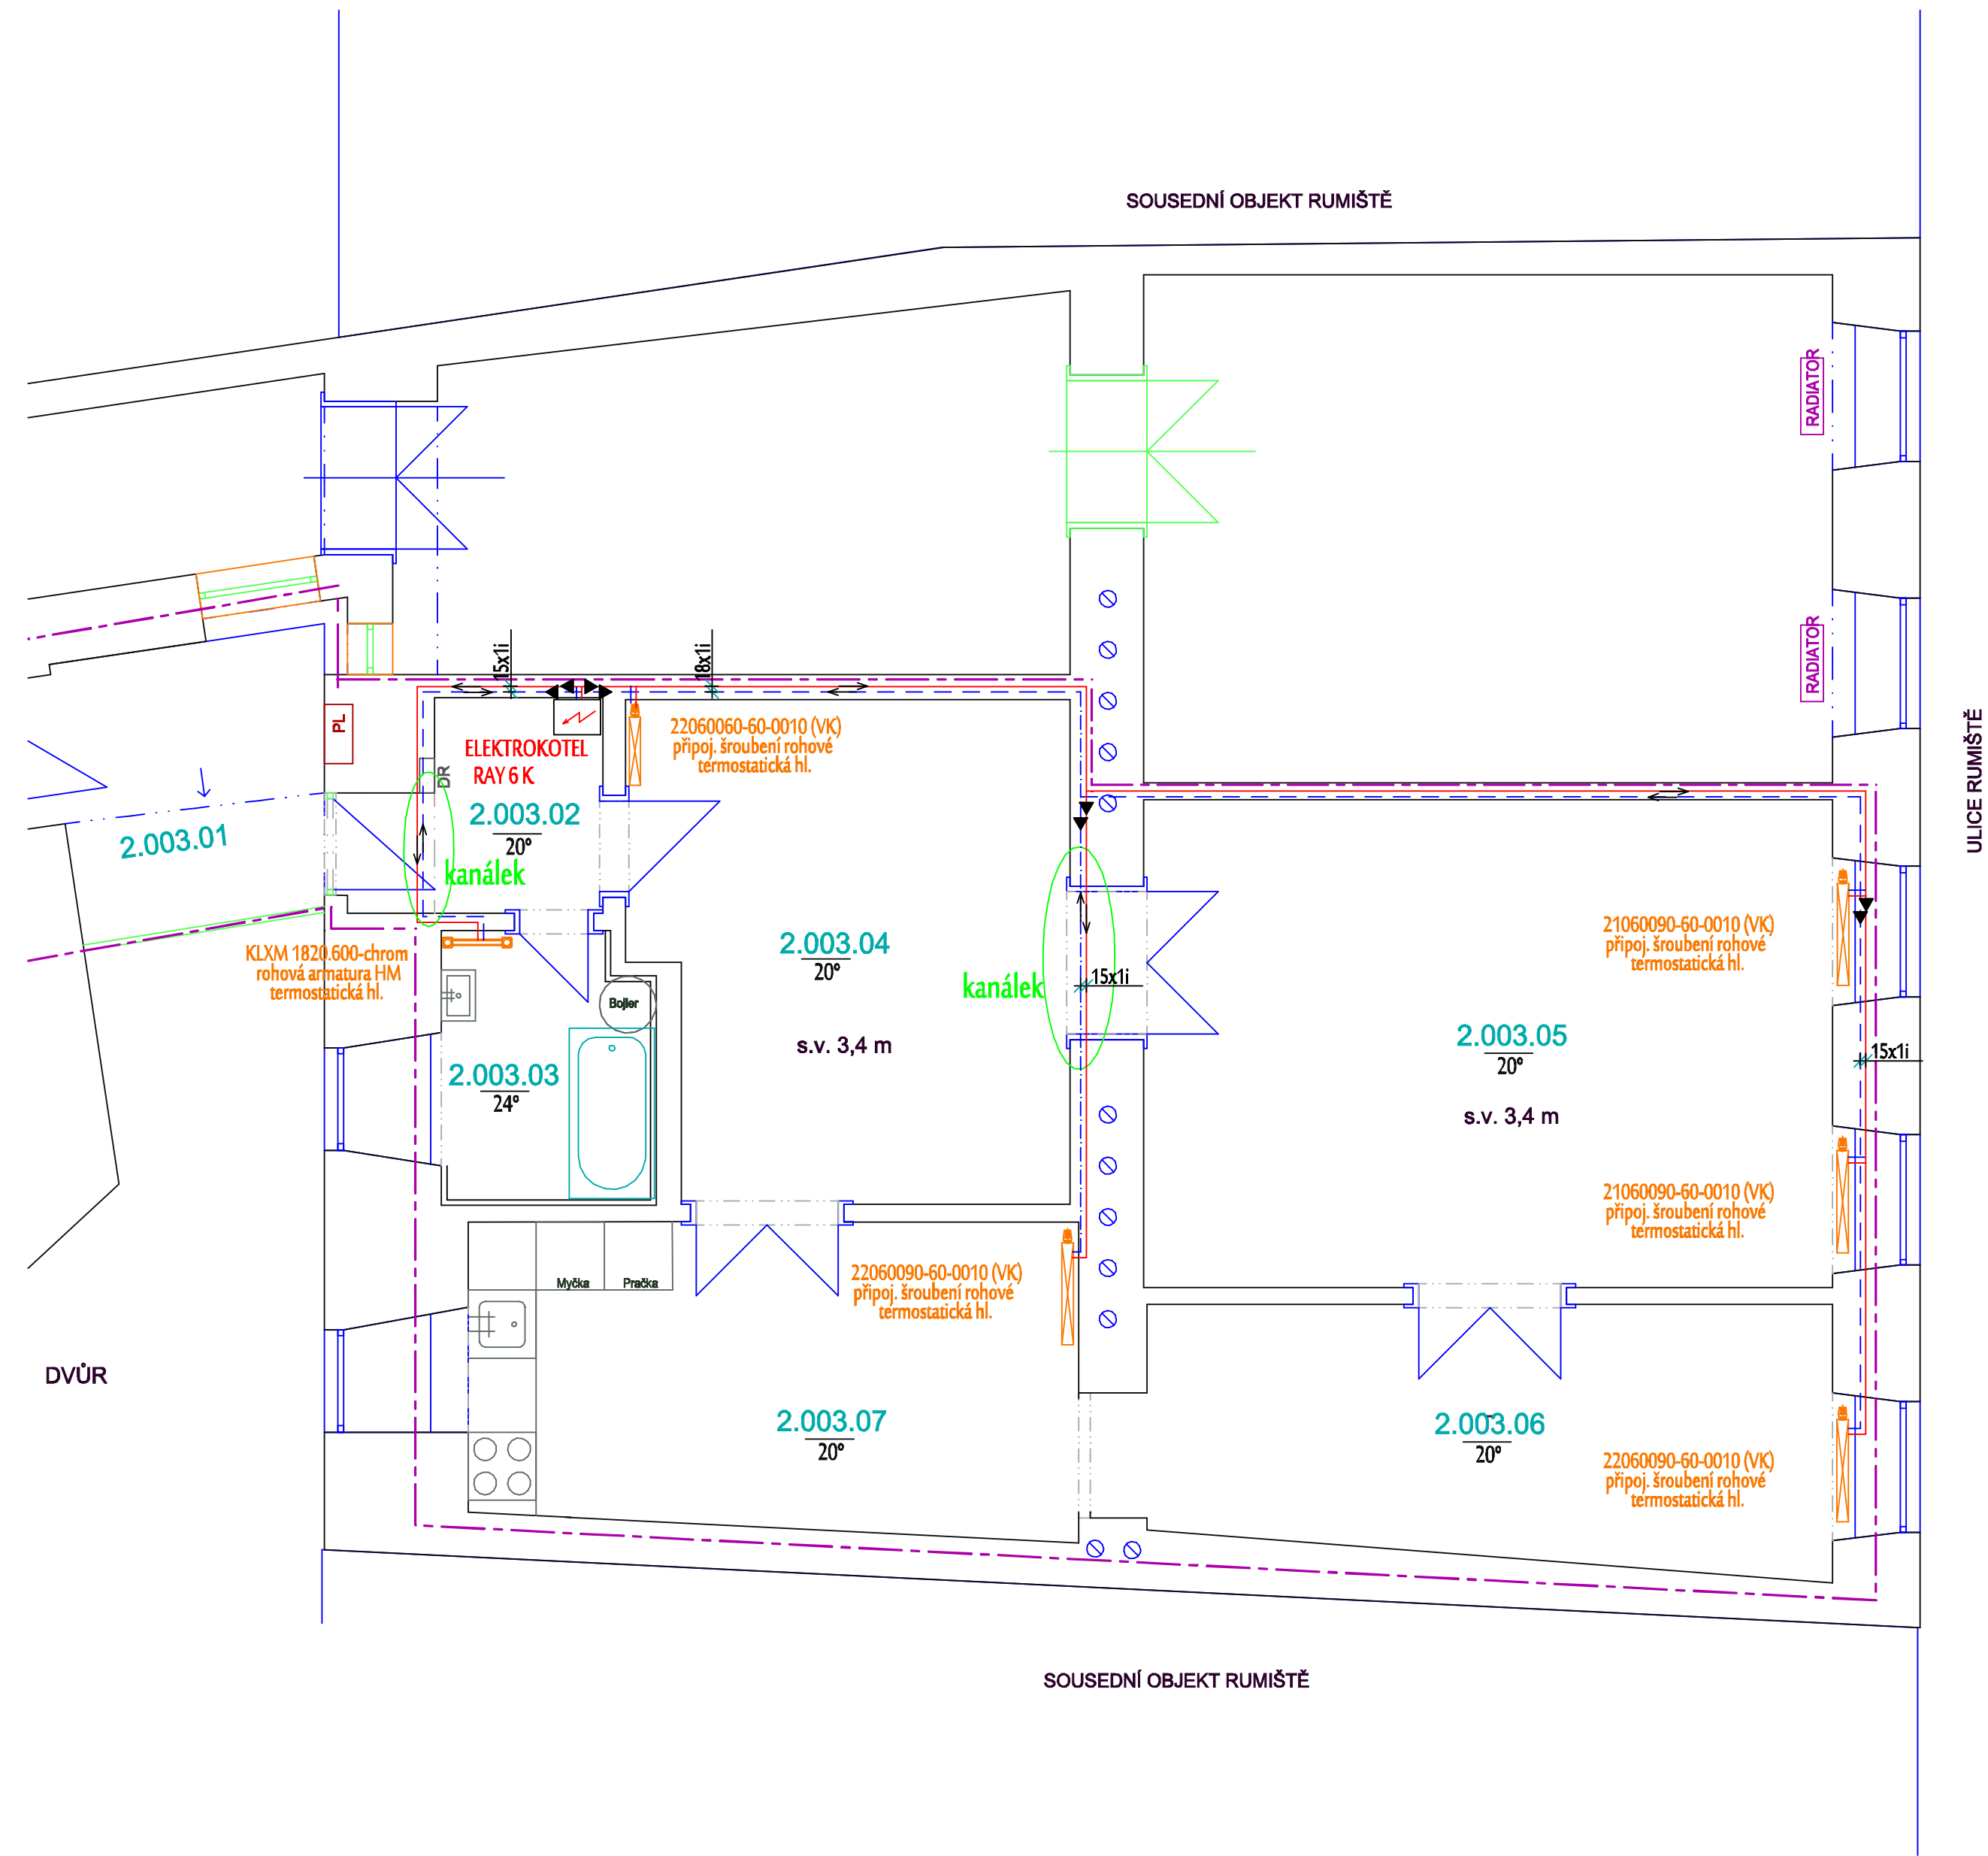 SOUSEDNÍ OBJEKT RUMIŠTĚ
RADIATOR
RADIATOR
ULICE RUMIŠTĚ
15x1i
18x1i
PL
22060060-60-0010 (VK)
připoj. šroubení rohové
termostatická hl.
ELEKTROKOTEL
RAY 6 K
DR
2.003.01
2.003.02
20°
kanálek
KLXM 1820.600-chrom
rohová armatura HM
termostatická hl.
2.003.04
20°
kanálek
15x1i
21060090-60-0010 (VK)
připoj. šroubení rohové
termostatická hl.
Bojler
s.v. 3,4 m
2.003.05
20°
15x1i
2.003.03
24°
s.v. 3,4 m
21060090-60-0010 (VK)
připoj. šroubení rohové
termostatická hl.
Myčka
Pračka
22060090-60-0010 (VK)
připoj. šroubení rohové
termostatická hl.
DVŮR
2.003.07
20°
2.003.06
20°
22060090-60-0010 (VK)
připoj. šroubení rohové
termostatická hl.
SOUSEDNÍ OBJEKT RUMIŠTĚ